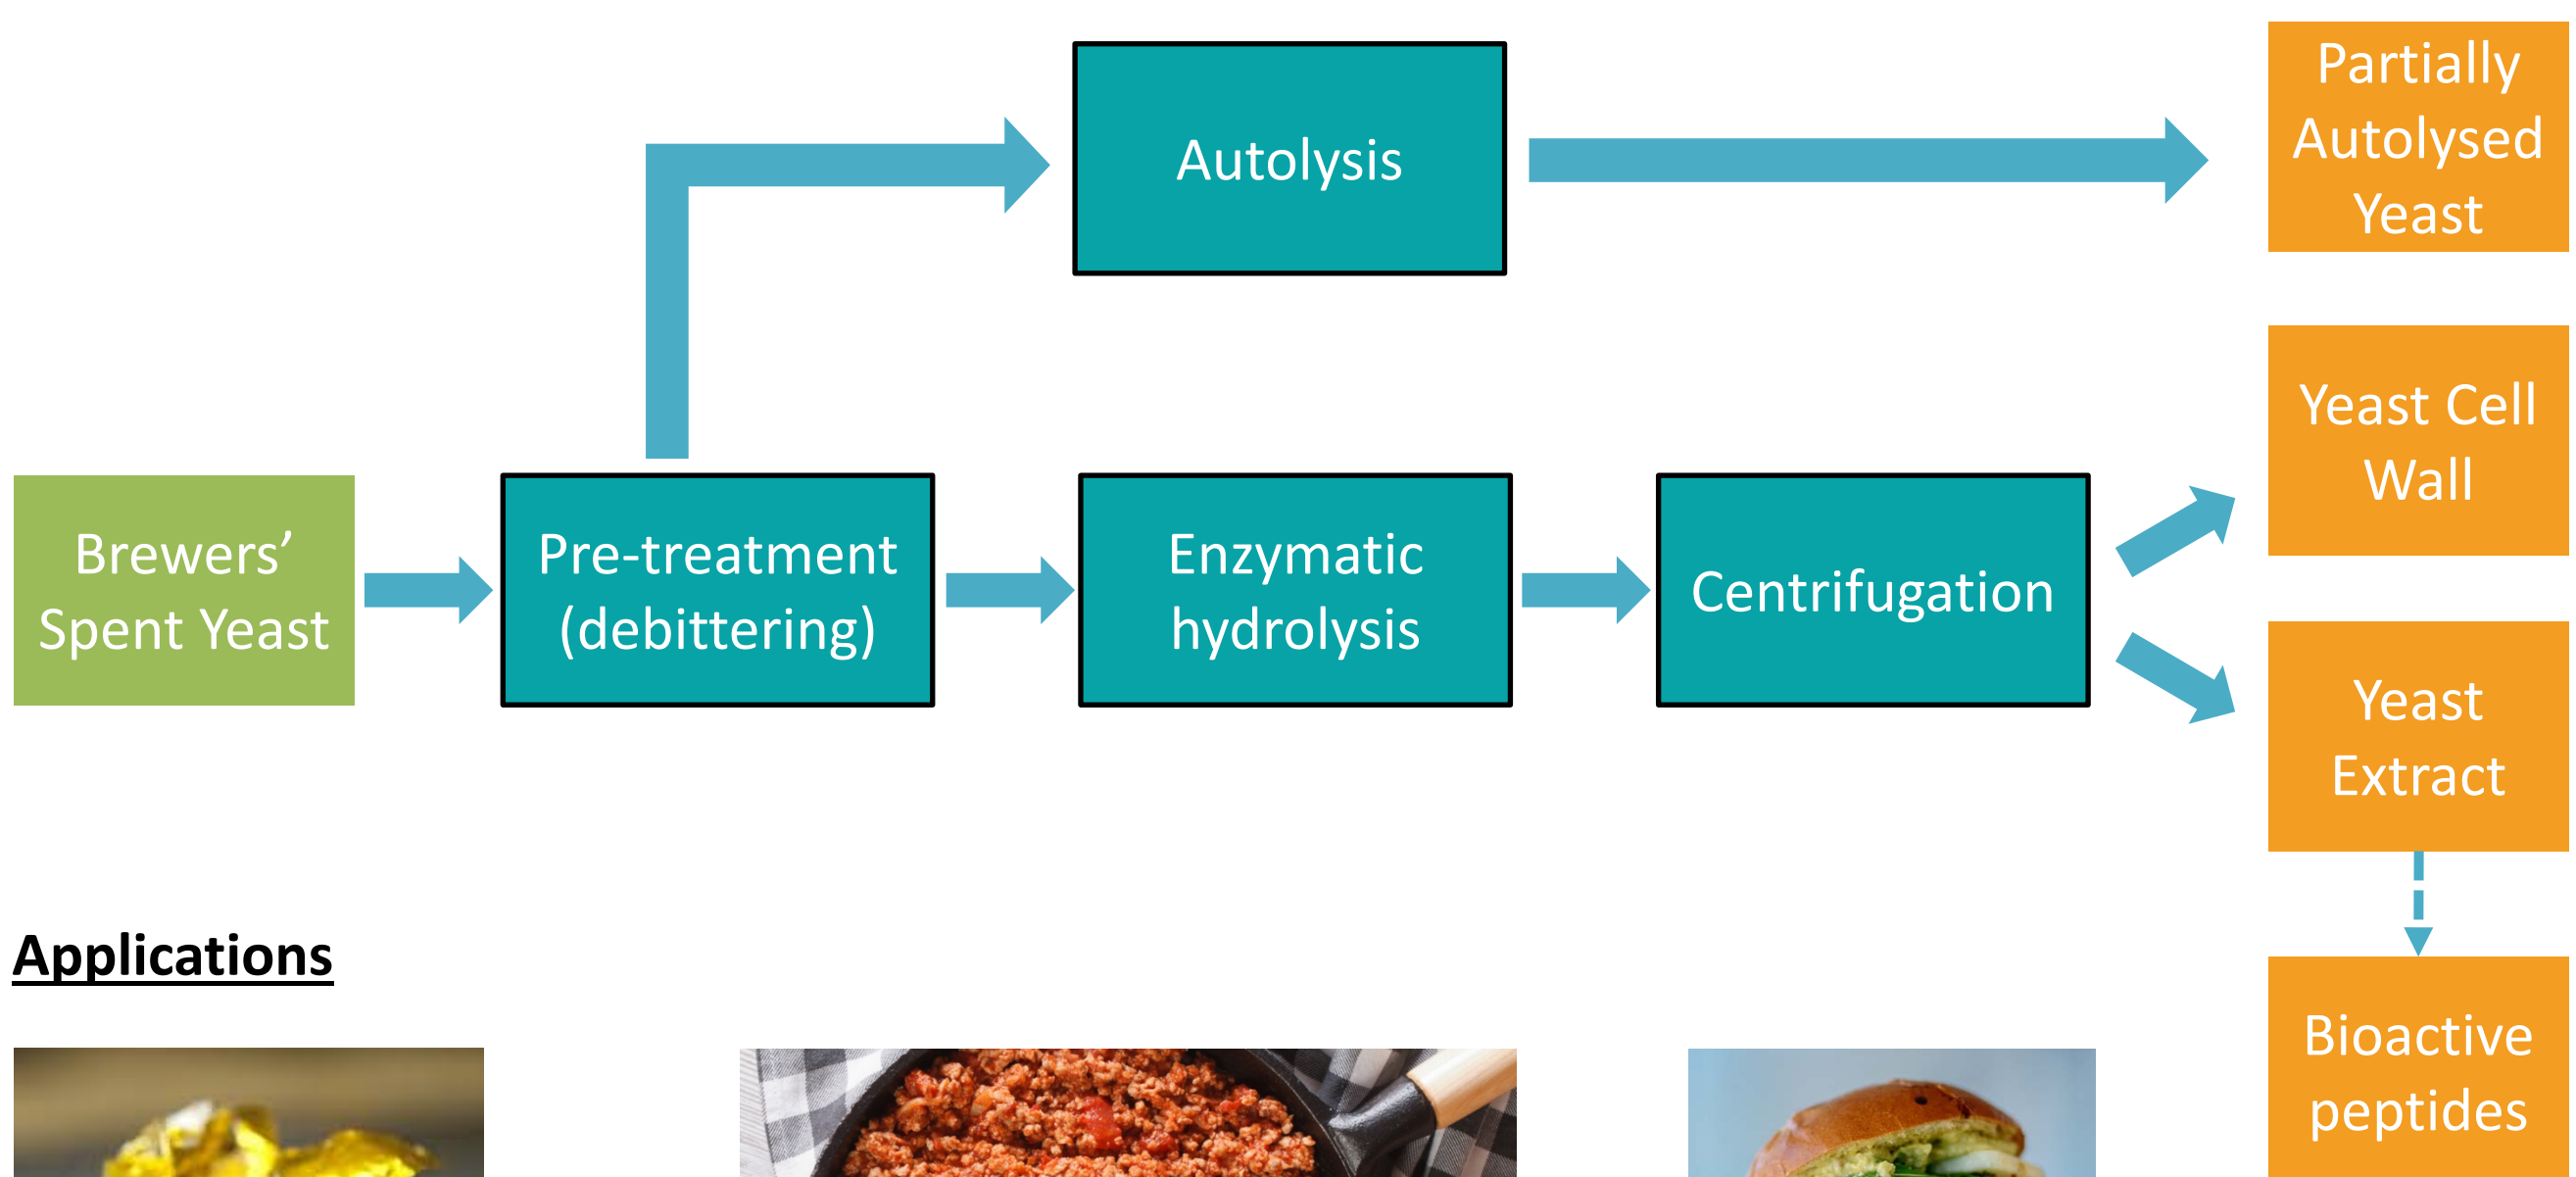 Autolysis
Partially
Autolysed
Yeast
Brewers’
Spent Yeast
Pre-treatment
(debittering)
Enzymatic
hydrolysis
Centrifugation
Yeast Cell
Wall
Yeast
Extract
Bioactive
peptides
Applications